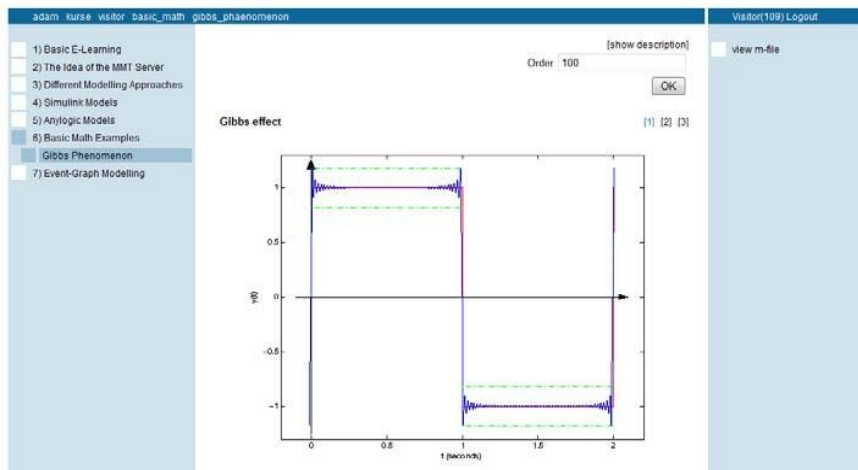 adam kurse visitor basic_math gibbs_phaenomenon
Visitor(109) Logout
1) Basic E-Learning
2) The Idea of the MMT Server
3) Different Modelling Approaches
4) Simulink Models
5) Anylogic Models
6) Basic Math Examples
Gibbs Phenomenon
7) Event-Graph Modelling
[show description]
Order 100
OK
view m-file
Gibbs effect
[1] [2] [3]
1
0.5
0
-0.5
-1
y(t)
0 0.5 1 1.5 2
t (seconds)